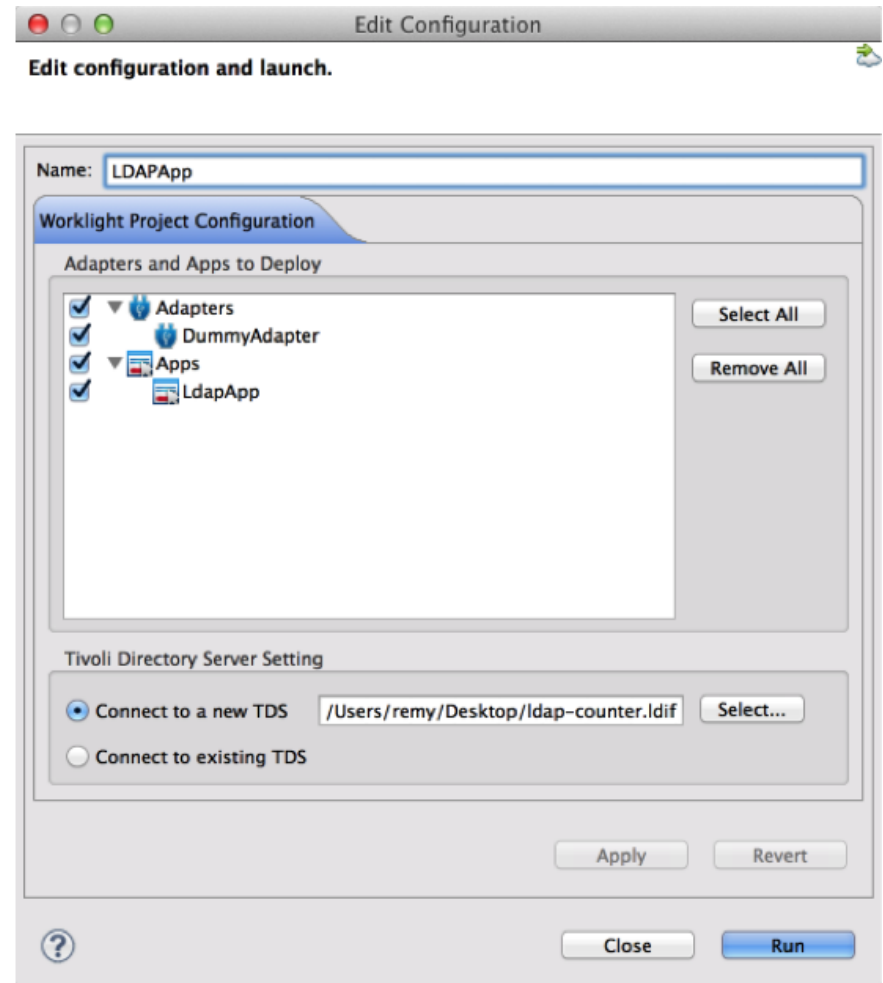 Edit Configuration
Edit configuration and launch.
Name: LDAPApp
Worklight Project Configuration
Adapters and Apps to Deploy
Adapters
Select All
DummyAdapter
Apps
Remove All
LdapApp
Tivoli Directory Server Setting
Connect to a new TDS /Users/remy/Desktop/ldap-counter.ldif Select...
Connect to existing TDS
Apply Revert
? Close Run